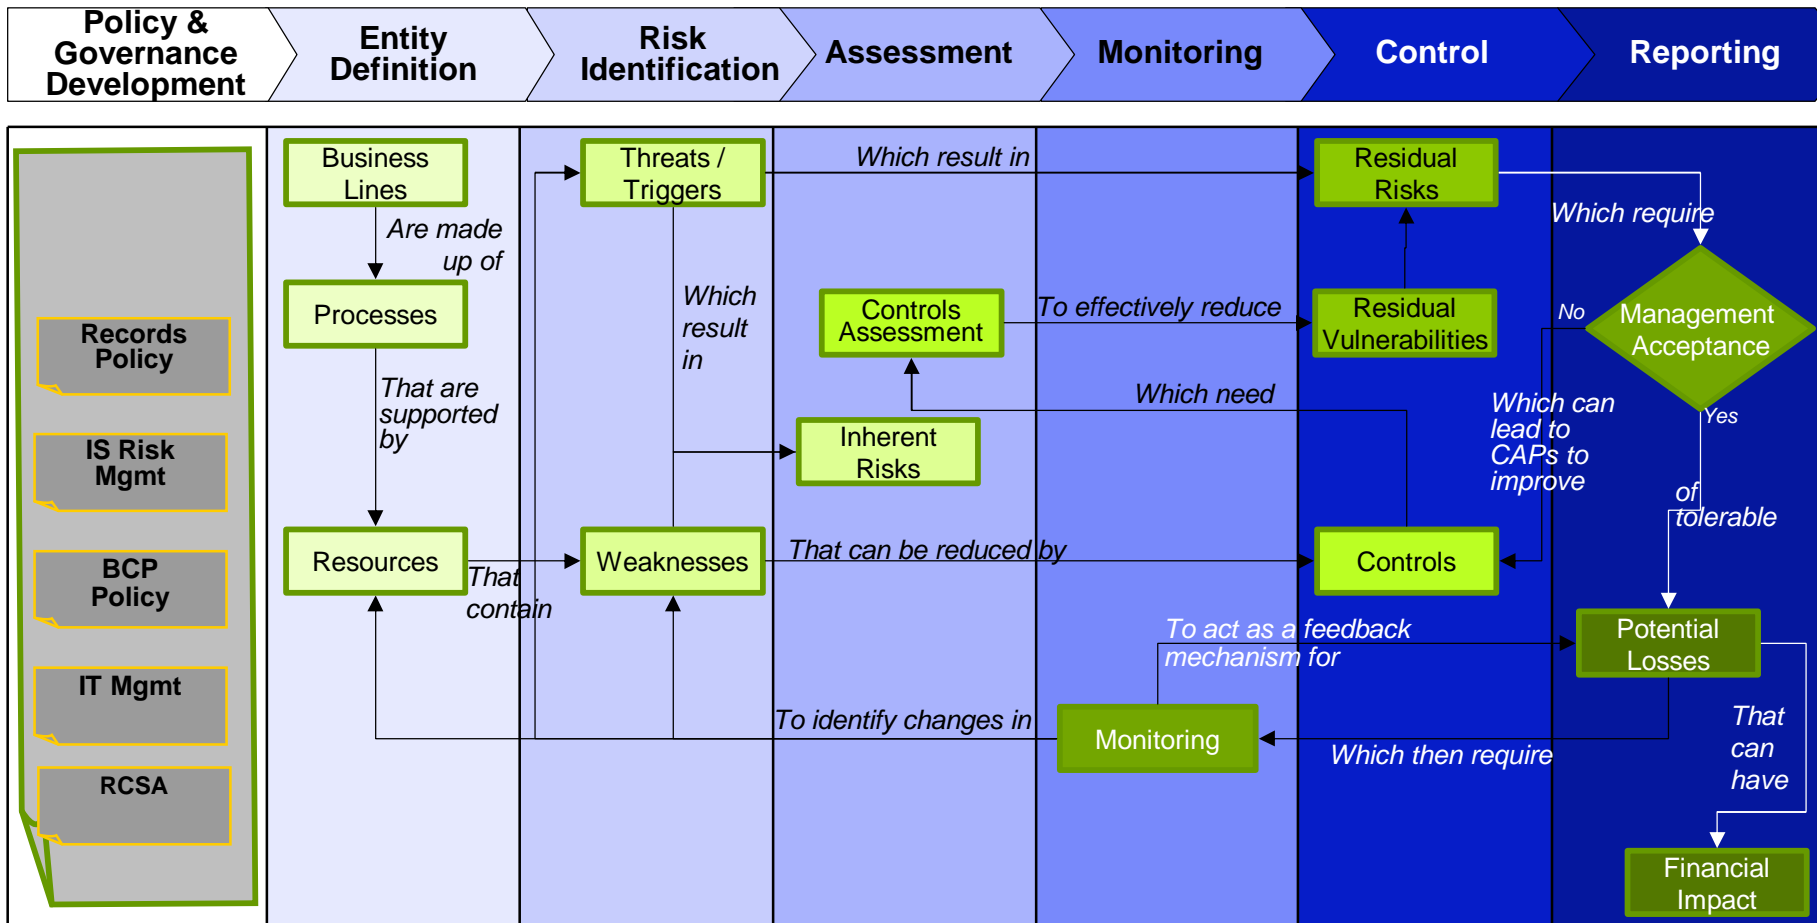 Policy &
Governance
Development
Entity
Definition
Risk
Identification
Assessment
Monitoring
Control
Reporting
Records
Policy
IS Risk
Mgmt
BCP
Policy
IT Mgmt
RCSA
Business
Lines
Are made
up of
Processes
That are
supported
by
Resources
That
contain
Threats /
Triggers
Which
result
in
Weaknesses
Which result in
Controls
Assessment
To effectively reduce
Which need
Inherent
Risks
That can be reduced by
To act as a feedback
mechanism for
To identify changes in
Monitoring
Which then require
Residual
Risks
Residual
Vulnerabilities
Controls
Which require
No
Management
Acceptance
Yes
Which can
lead to
CAPs to
improve
of
tolerable
Potential
Losses
That
can
have
Financial
Impact